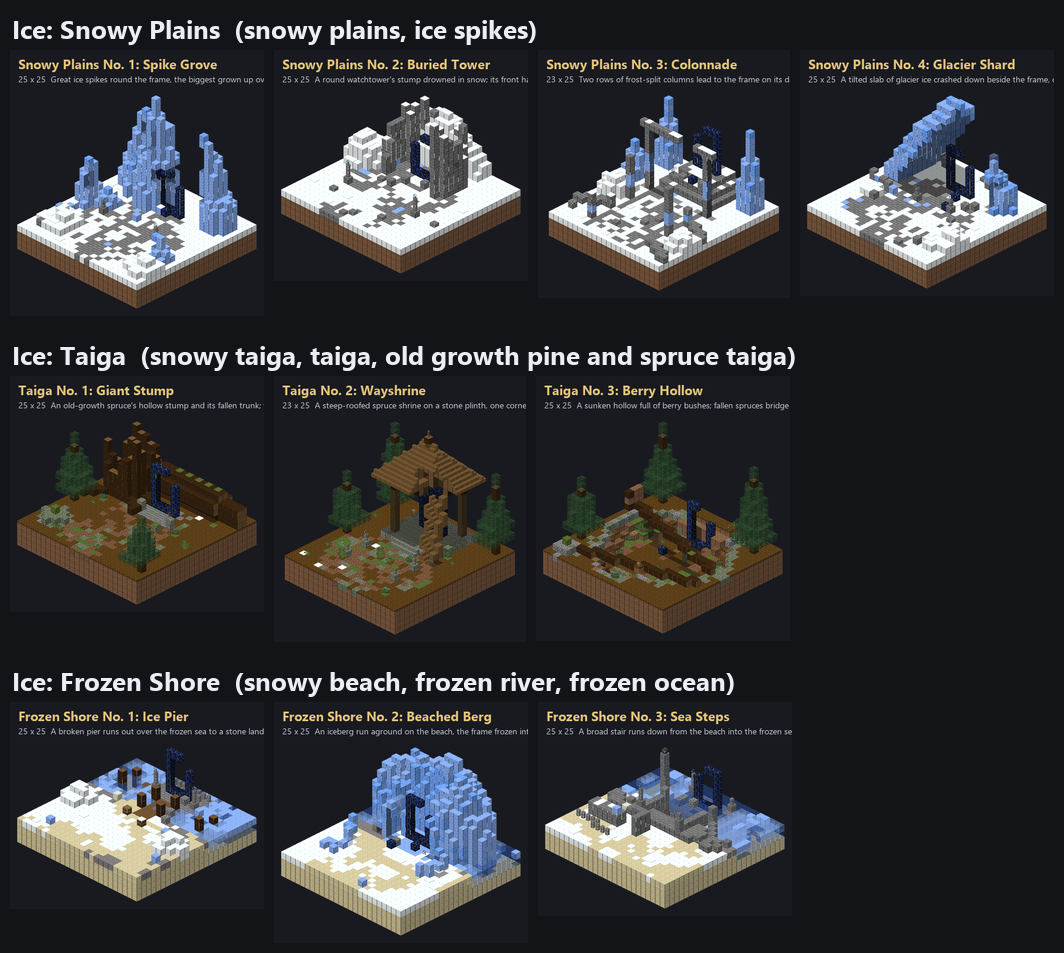 Ice: Snowy Plains  (snowy plains, ice spikes)
Snowy Plains No. 1: Spike Grove
25 x 25  Great ice spikes round the frame, the biggest grown up ov
Snowy Plains No. 2: Buried Tower
25 x 25  A round watchtower's stump drowned in snow; its front ha
Snowy Plains No. 3: Colonnade
23 x 25  Two rows of frost-split columns lead to the frame on its d
Snowy Plains No. 4: Glacier Shard
25 x 25  A tilted slab of glacier ice crashed down beside the frame,
Ice: Taiga  (snowy taiga, taiga, old growth pine and spruce taiga)
Taiga No. 1: Giant Stump
25 x 25  An old-growth spruce's hollow stump and its fallen trunk;
Taiga No. 2: Wayshrine
23 x 25  A steep-roofed spruce shrine on a stone plinth, one corne
Taiga No. 3: Berry Hollow
25 x 25  A sunken hollow full of berry bushes; fallen spruces bridge
Ice: Frozen Shore  (snowy beach, frozen river, frozen ocean)
Frozen Shore No. 1: Ice Pier
25 x 25  A broken pier runs out over the frozen sea to a stone land
Frozen Shore No. 2: Beached Berg
25 x 25  An iceberg run aground on the beach, the frame frozen int
Frozen Shore No. 3: Sea Steps
25 x 25  A broad stair runs down from the beach into the frozen se